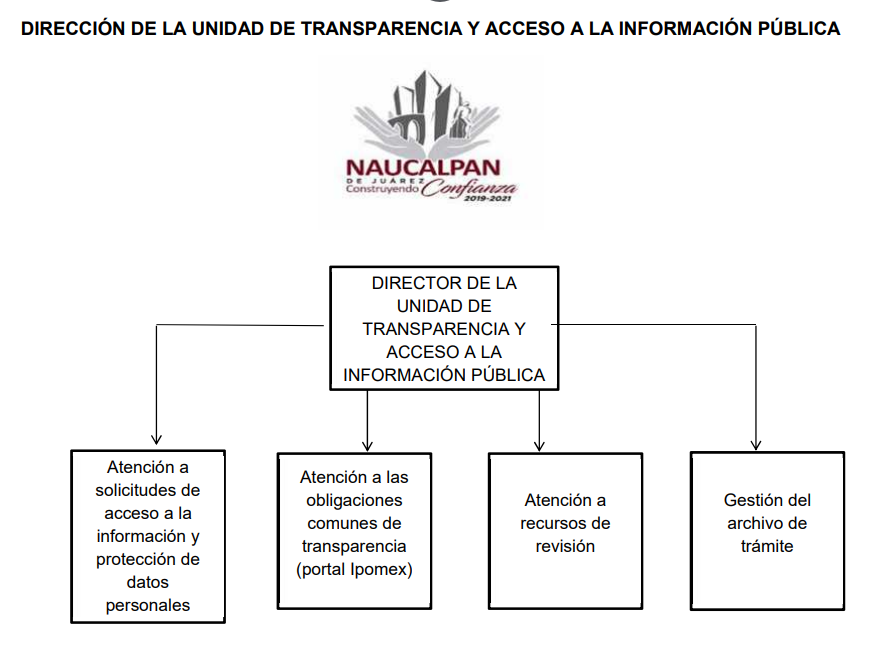 DIRECCIÓN DE LA UNIDAD DE TRANSPARENCIA Y ACCESO A LA INFORMACIÓN PÚBLICA
NAUCALPAN
DE JUÁREZ
Construyendo Confianza
2019-2021
DIRECTOR DE LA
UNIDAD DE
TRANSPARENCIA Y
ACCESO A LA
INFORMACIÓN PÚBLICA
Atención a
solicitudes de
acceso a la
información y
protección de
datos
personales
Atención a las
obligaciones
comunes de
transparencia
(portal Ipomex)
Atención a
recursos de
revisión
Gestión del
archivo de
trámite